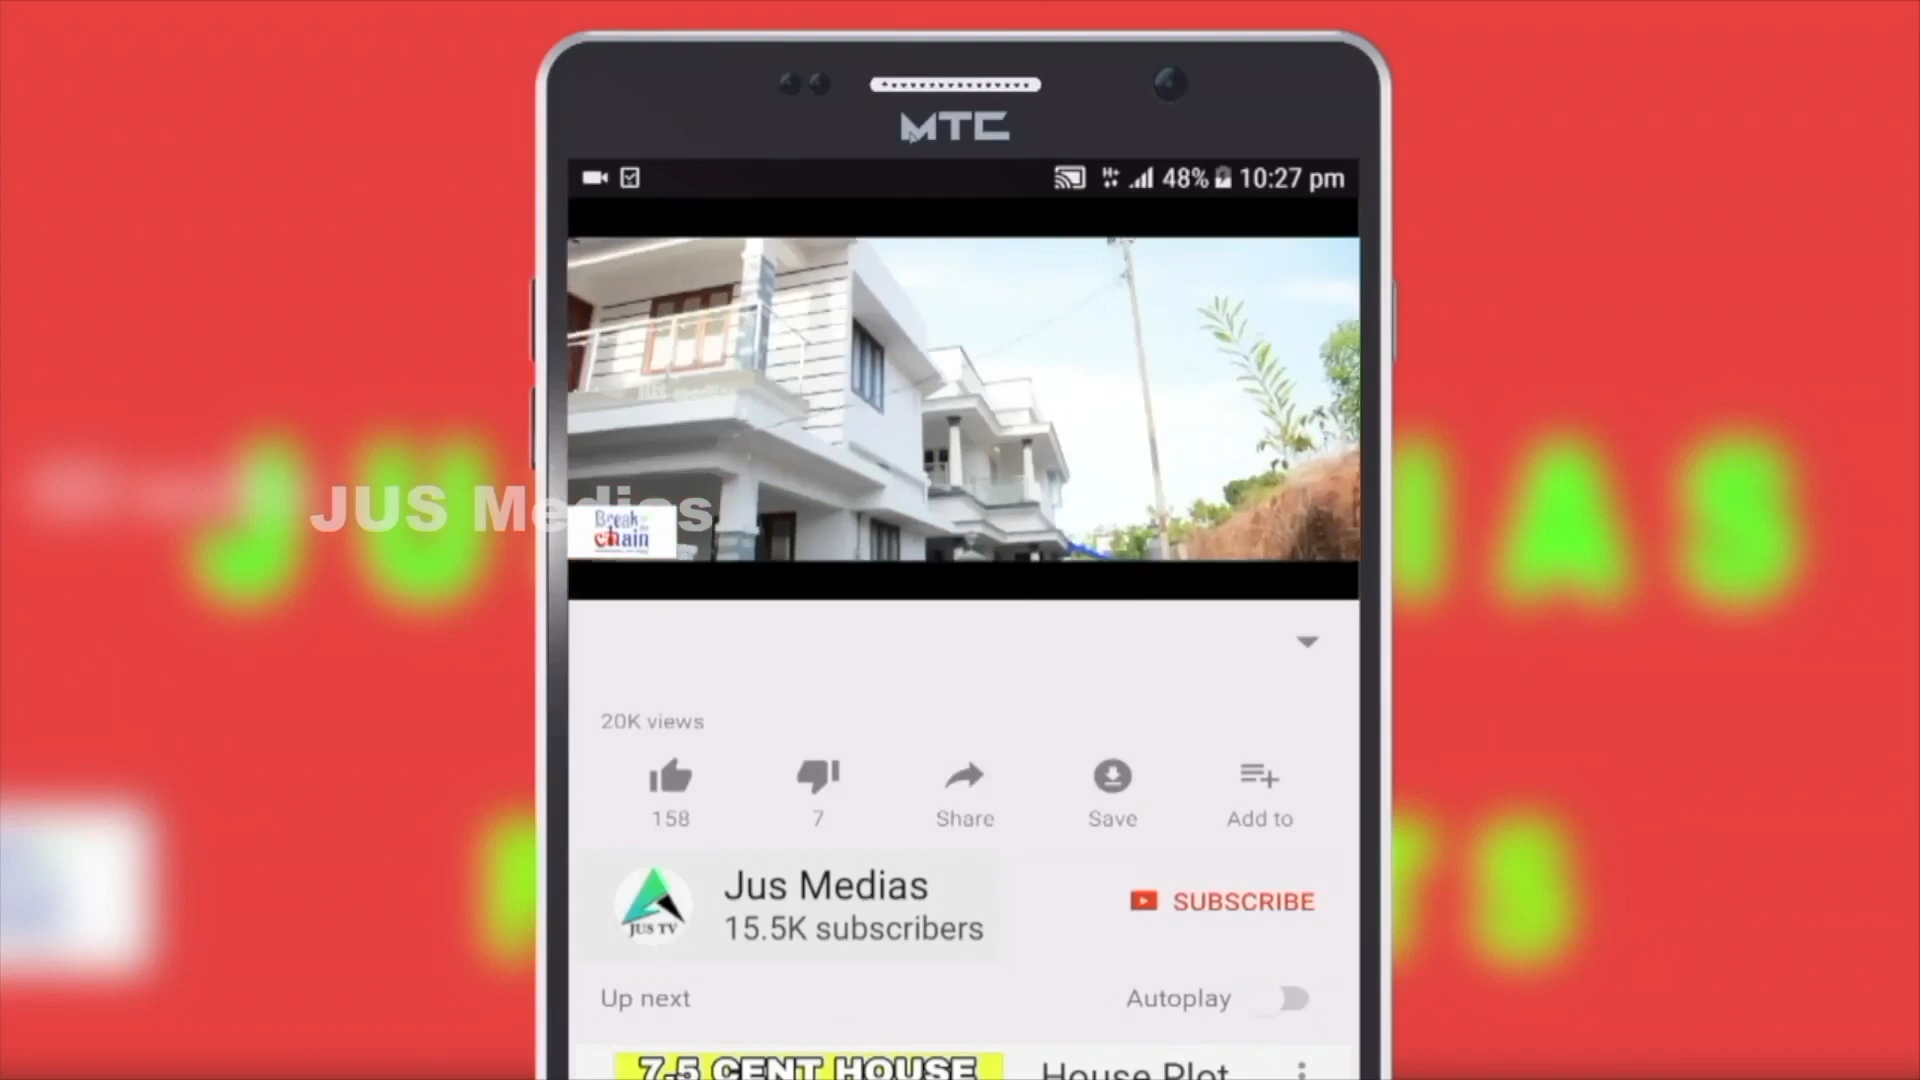 MTC
48% 10:27 pm
JUS Medias
Break
the
chain
20K views
158
7
Share
Save
Add to
Jus Medias
15.5K subscribers
SUBSCRIBE
JUS TV
Up next
Autoplay
7.5 CENT HOUSE
House Plot